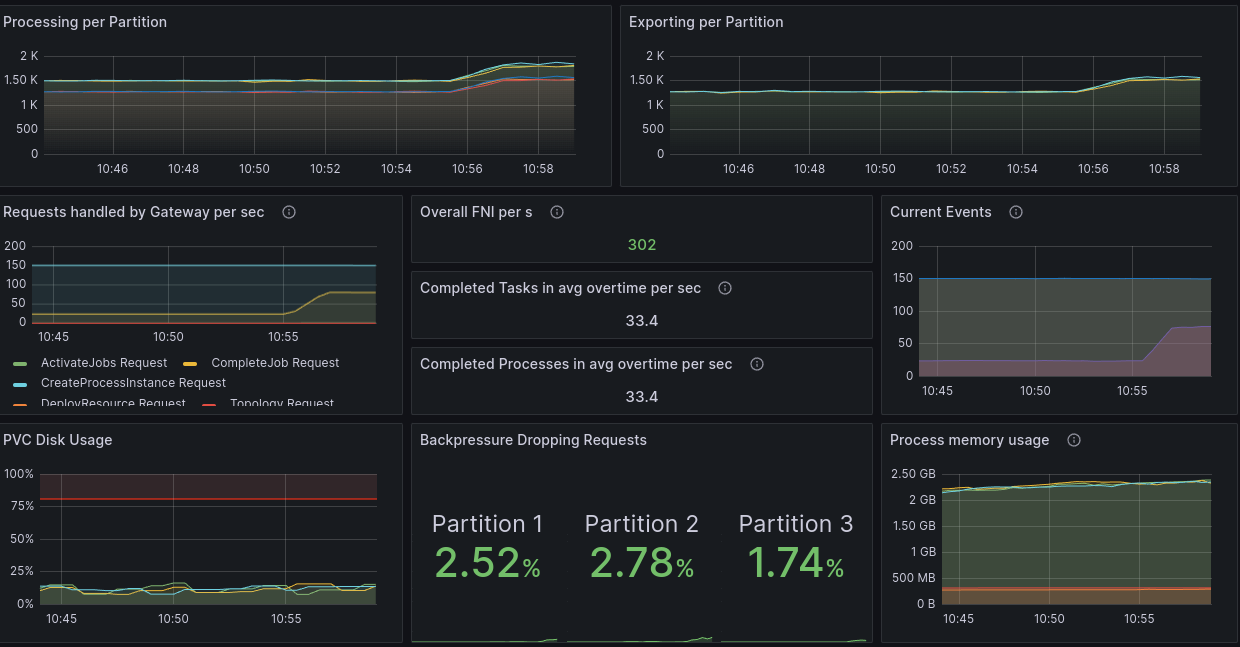 Processing per Partition
2 K
1.50 K
1 K
500
0
10:46 10:48 10:50 10:52 10:54 10:56 10:58
Exporting per Partition
2 K
1.50 K
1 K
500
0
10:46 10:48 10:50 10:52 10:54 10:56 10:58
Requests handled by Gateway per sec
200
150
100
50
0
10:45 10:50 10:55
ActivateJobs Request CompleteJob Request
CreateProcessInstance Request
DeployResource Request Topology Request
Overall FNI per s
302
Completed Tasks in avg overtime per sec
33.4
Completed Processes in avg overtime per sec
33.4
Current Events
200
150
100
50
0
10:45 10:50 10:55
PVC Disk Usage
100%
75%
50%
25%
0%
10:45 10:50 10:55
Backpressure Dropping Requests
Partition 1 Partition 2 Partition 3
2.52% 2.78% 1.74%
Process memory usage
2.50 GB
2 GB
1.50 GB
1 GB
500 MB
0 B
10:45 10:50 10:55